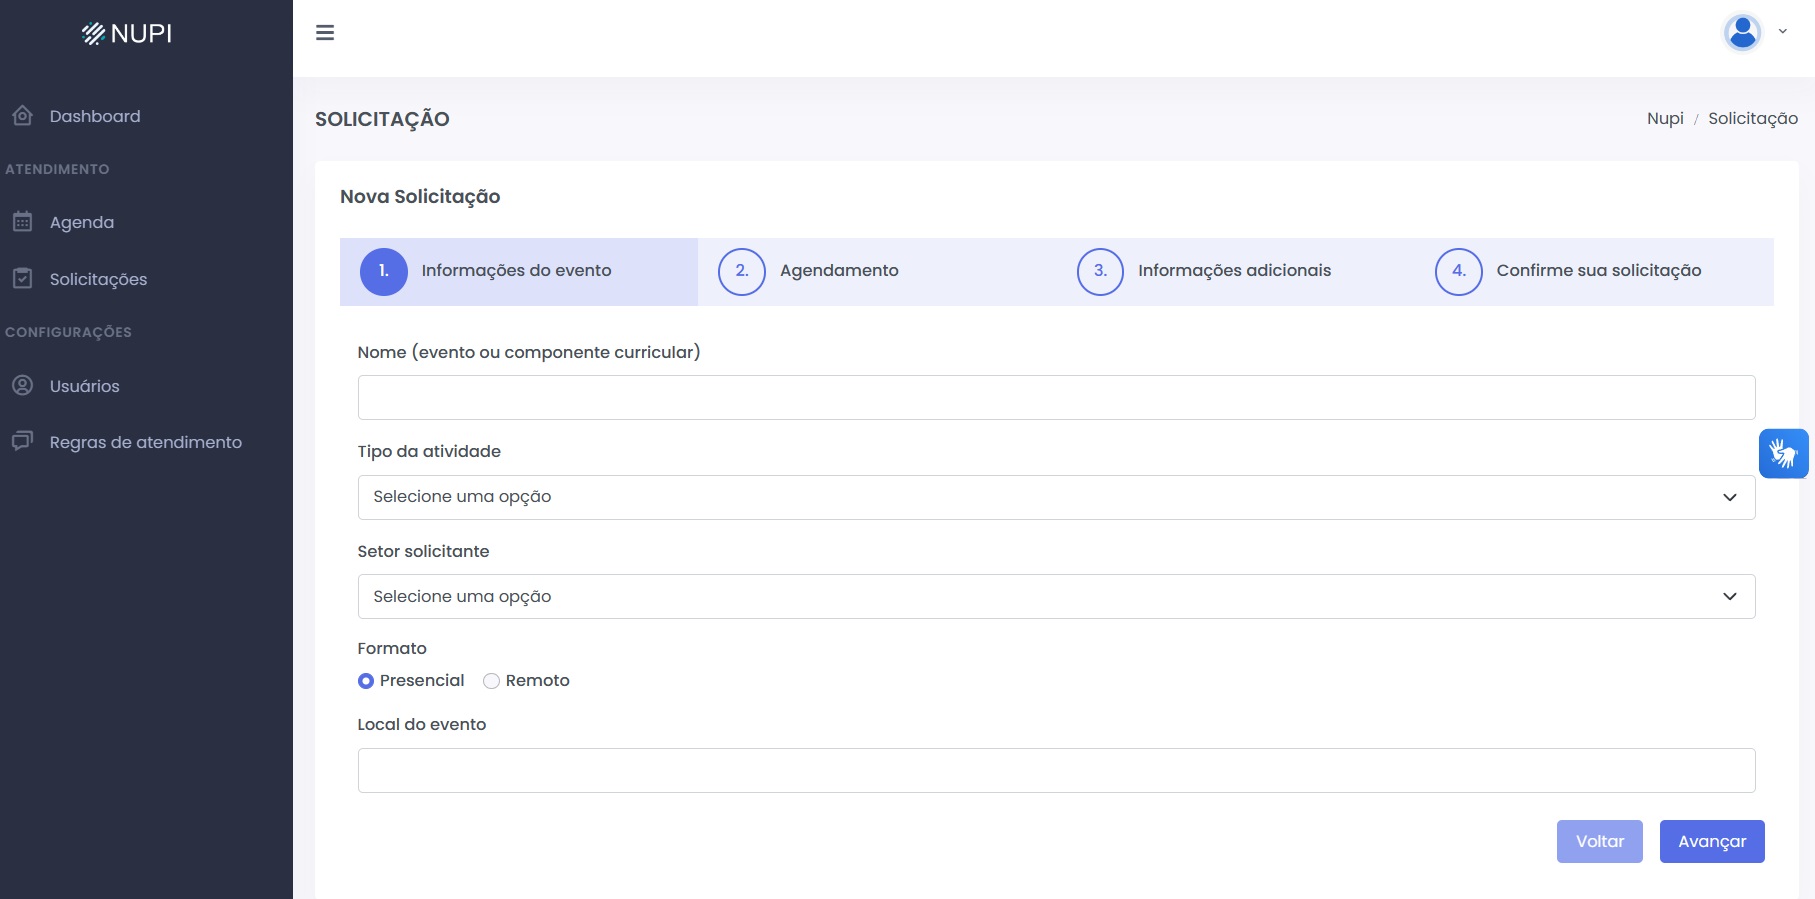 NUPI
Dashboard
ATENDIMENTO
Agenda
Solicitações
CONFIGURAÇÕES
Usuários
Regras de atendimento
SOLICITAÇÃO
Nupi / Solicitação
Nova Solicitação
1. Informações do evento
2. Agendamento
3. Informações adicionais
4. Confirme sua solicitação
Nome (evento ou componente curricular)
Tipo da atividade
Selecione uma opção
Setor solicitante
Selecione uma opção
Formato
Presencial Remoto
Local do evento
Voltar Avançar